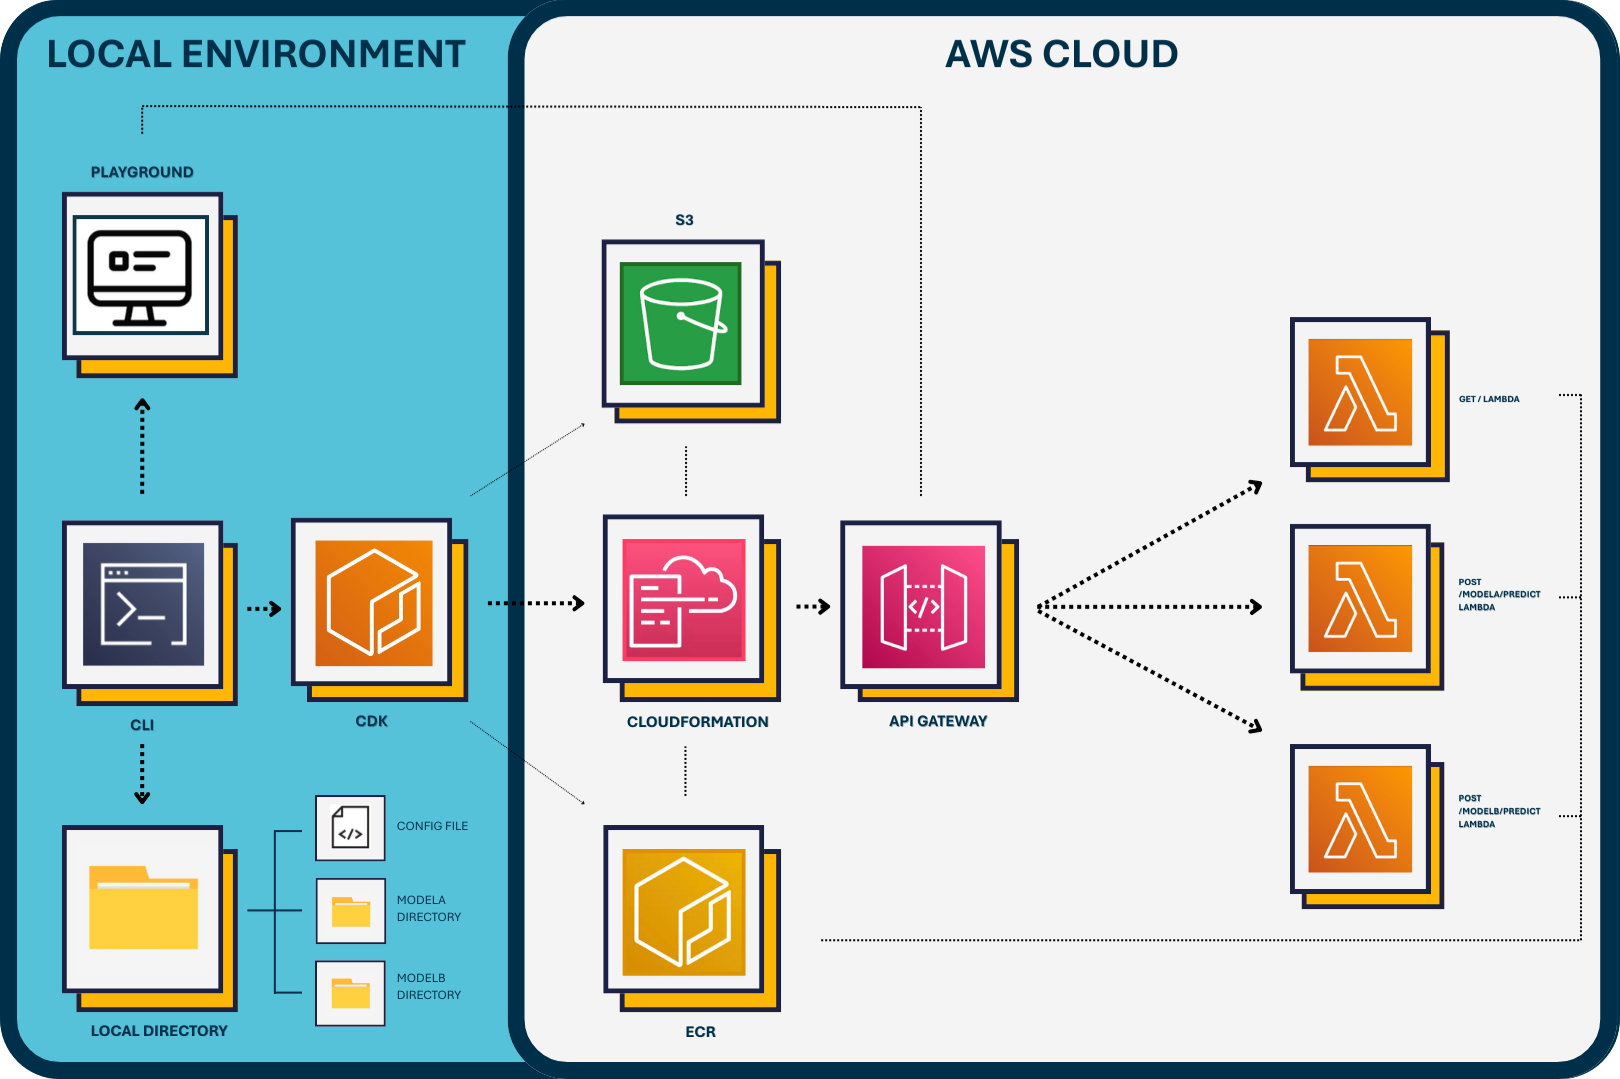 LOCAL ENVIRONMENT
AWS CLOUD
PLAYGROUND
S3
GET / LAMBDA
POST
/MODELA/PREDICT
LAMBDA
CLI
CDK
CLOUDFORMATION
API GATEWAY
POST
/MODELB/PREDICT
LAMBDA
CONFIG FILE
MODELA
DIRECTORY
MODELB
DIRECTORY
LOCAL DIRECTORY
ECR